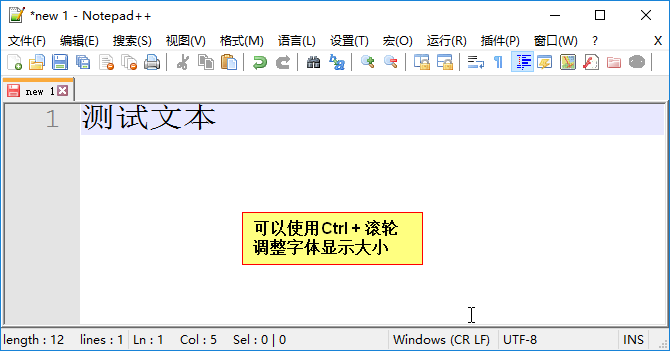 *new 1 - Notepad++
文件(F) 编辑(E) 搜索(S) 视图(V) 格式(M) 语言(L) 设置(T) 宏(O) 运行(R) 插件(P) 窗口(W) ? X
new 1
1 测试文本
可以使用Ctrl + 滚轮
调整字体显示大小
length : 12 lines : 1 Ln : 1 Col : 5 Sel : 0 | 0 Windows (CR LF) UTF-8 INS